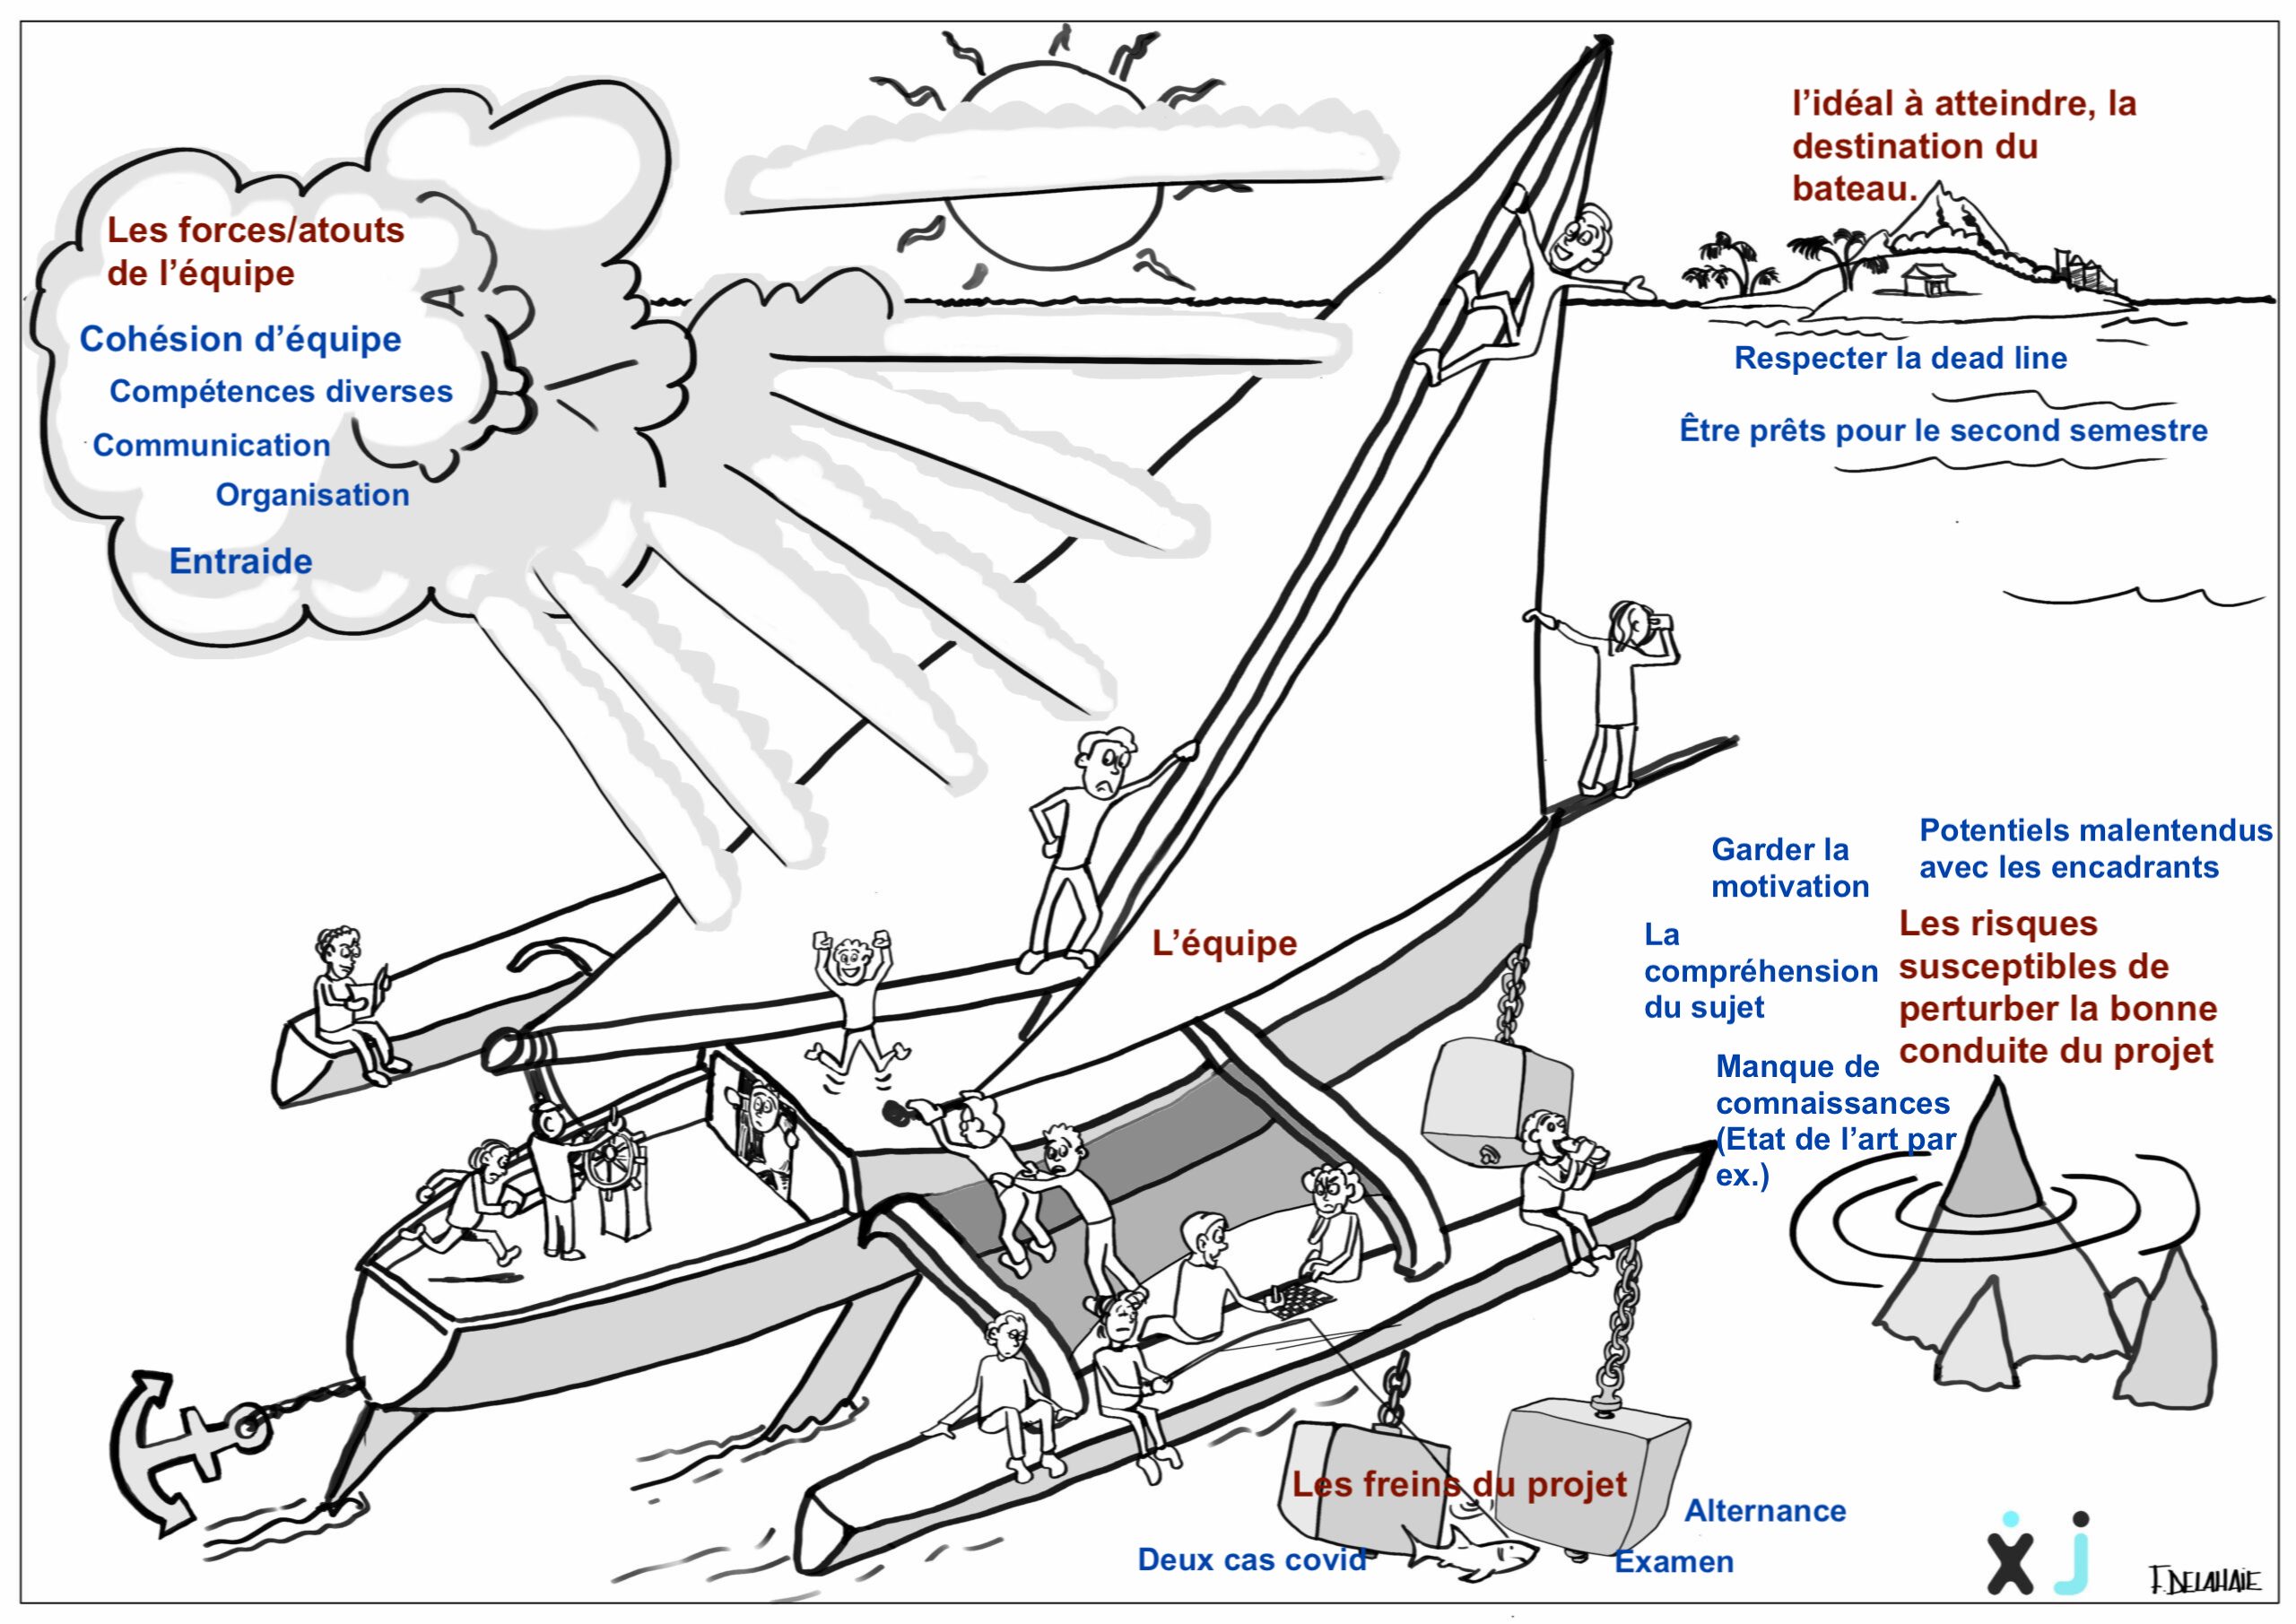 l’idéal à atteindre, la
destination du
bateau.
Les forces/atouts
de l’équipe
Cohésion d’équipe
Compétences diverses
Communication
Organisation
Entraide
Respecter la dead line
Être prêts pour le second semestre
Garder la
motivation
Potentiels malentendus
avec les encadrants
L’équipe
La
compréhension
du sujet
Les risques
susceptibles de
perturber la bonne
conduite du projet
Manque de
comnaissances
(Etat de l’art par
ex.)
Les freins du projet
Alternance
Deux cas covid
Examen
F. DELAHAIE